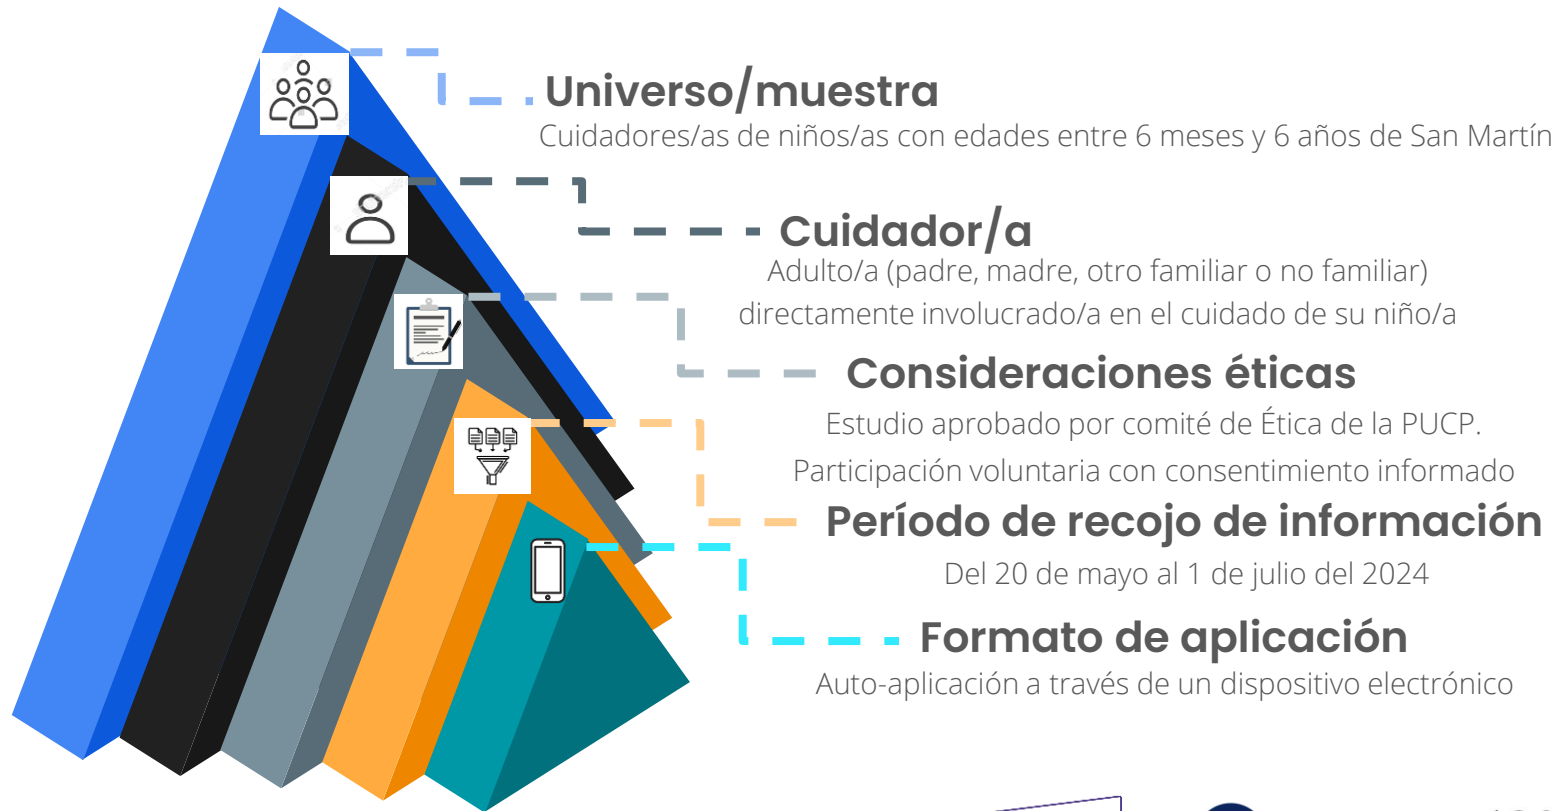 Universo/muestra
Cuidadores/as de niños/as con edades entre 6 meses y 6 años de San Martín
Cuidador/a
Adulto/a (padre, madre, otro familiar o no familiar)
directamente involucrado/a en el cuidado de su niño/a
Consideraciones éticas
Estudio aprobado por comité de Ética de la PUCP.
Participación voluntaria con consentimiento informado
Período de recojo de información
Del 20 de mayo al 1 de julio del 2024
Formato de aplicación
Auto-aplicación a través de un dispositivo electrónico